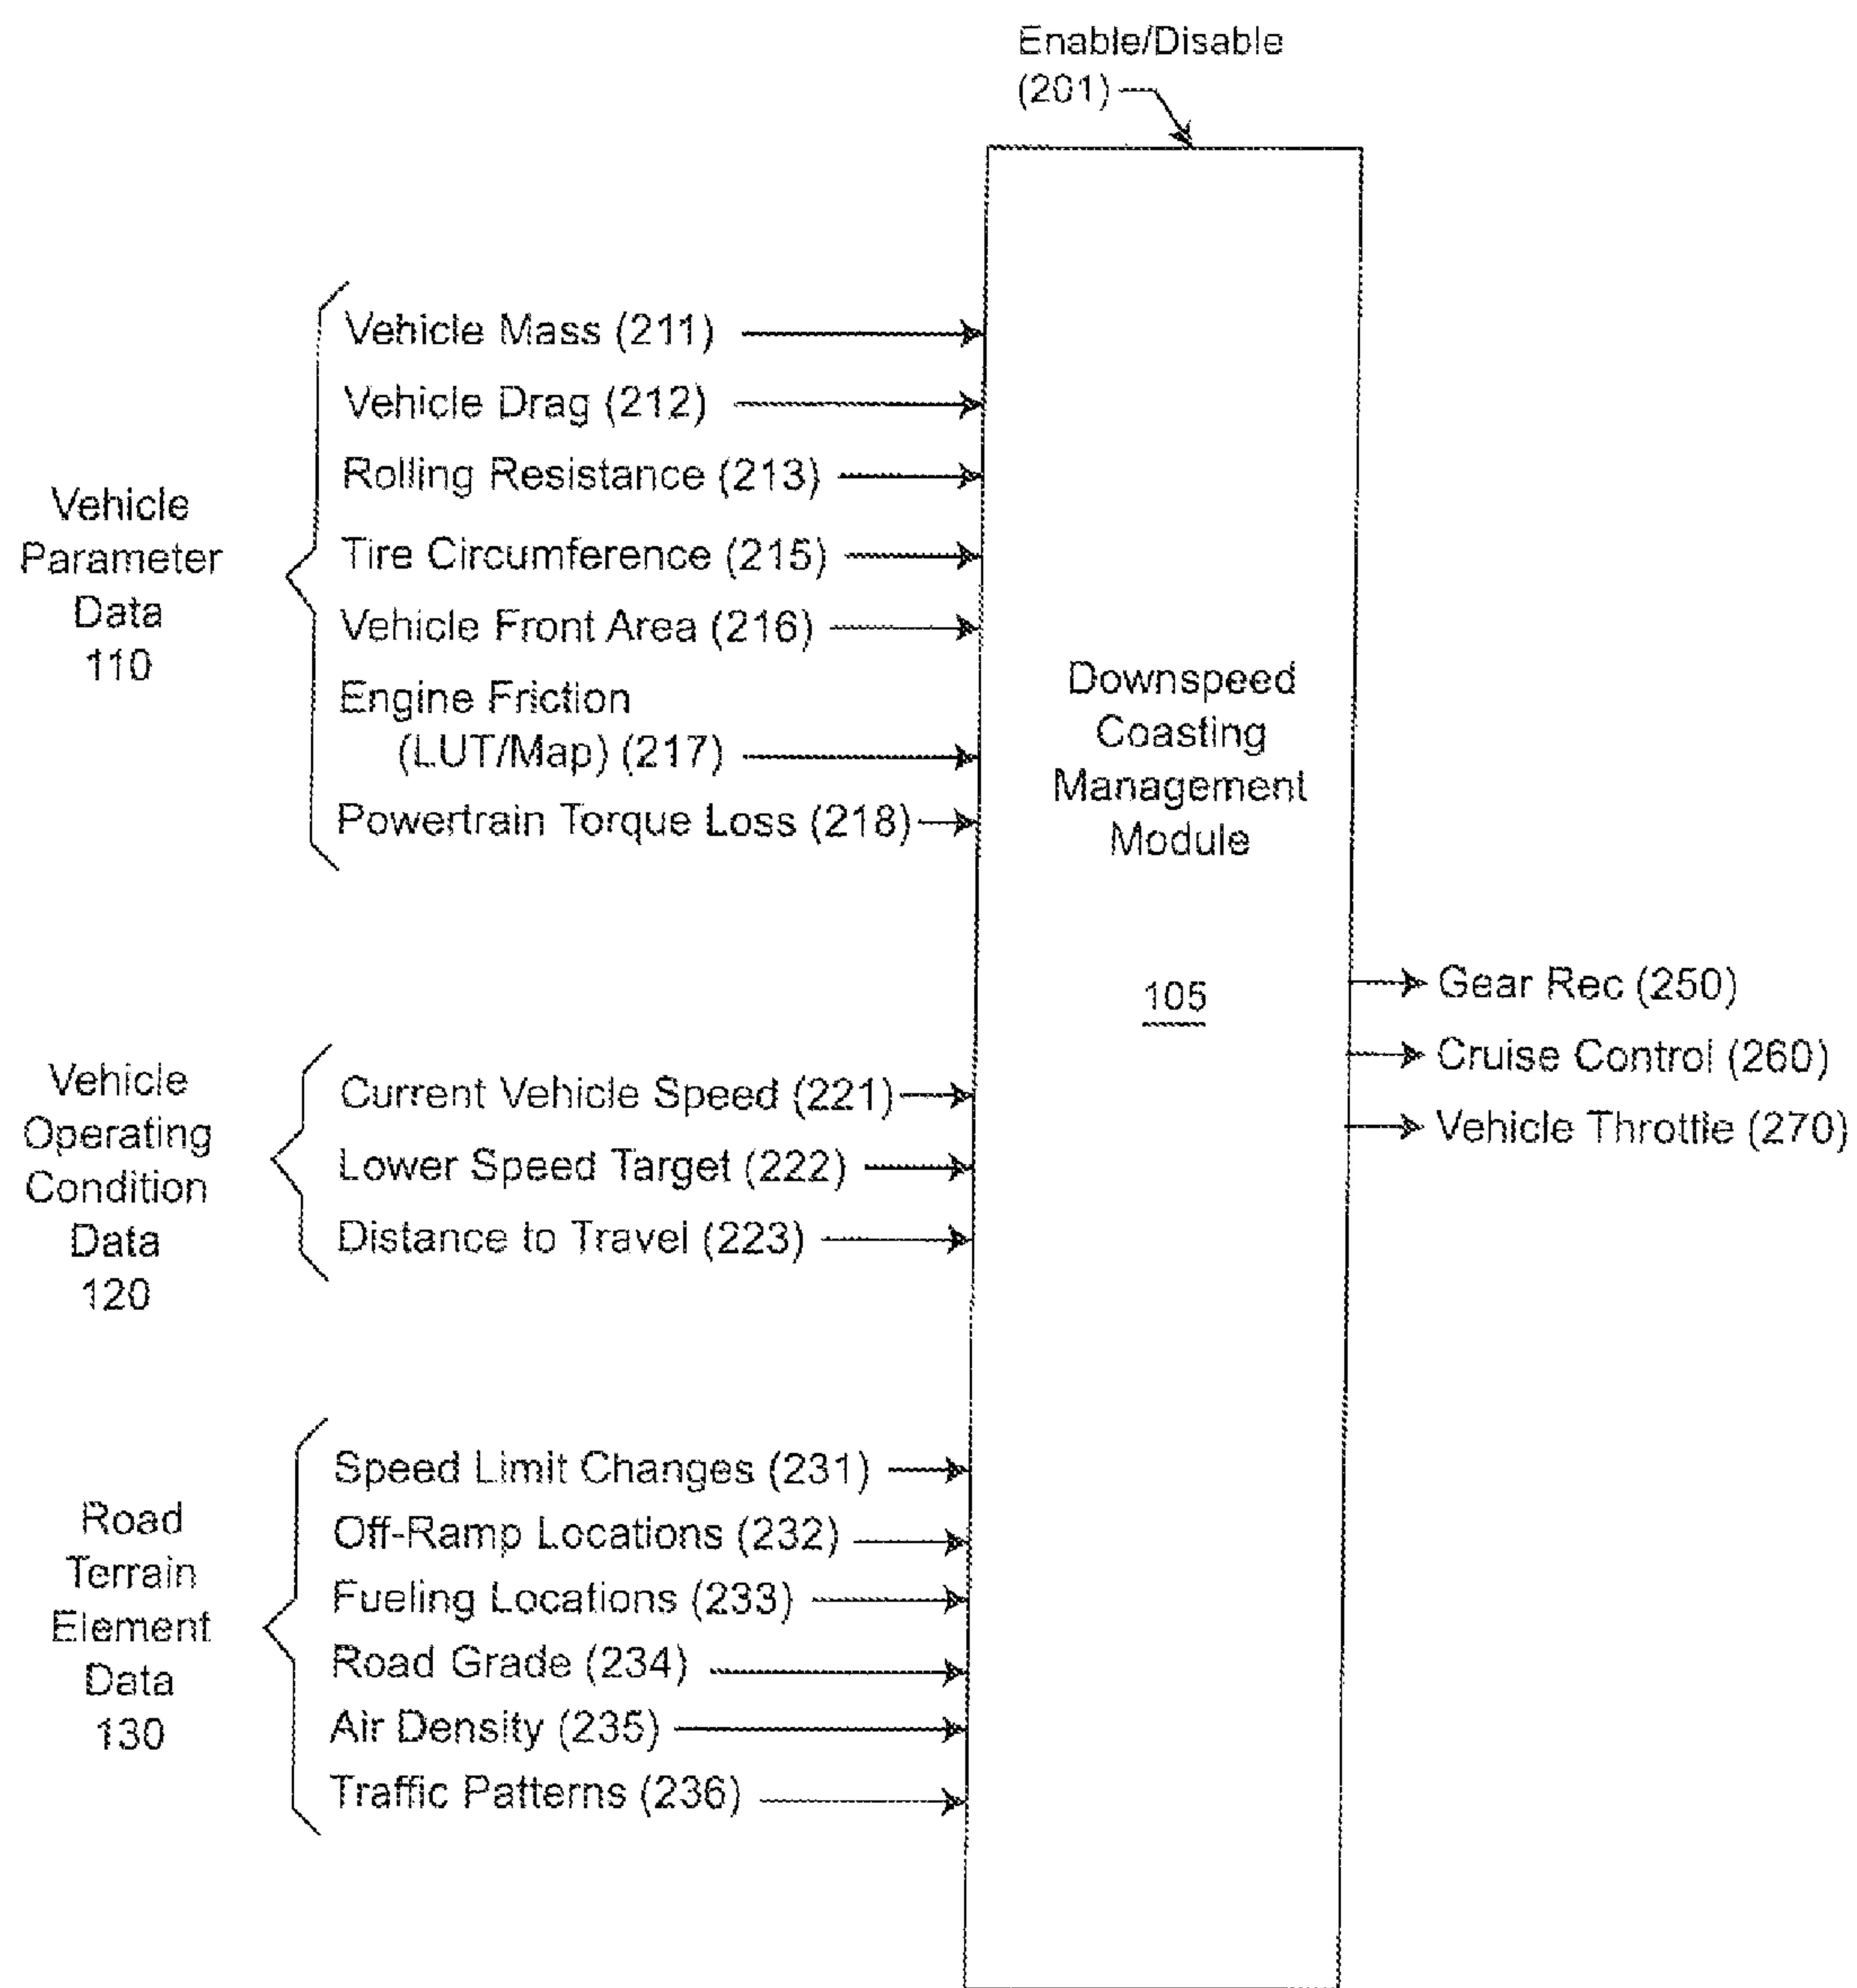 Enable/Disable
(201)
Vehicle
Parameter
Data
110
Vehicle Mass (211)
Vehicle Drag (212)
Rolling Resistance (213)
Tire Circumference (215)
Vehicle Front Area (216)
Engine Friction
(LUT/Map) (217)
Powertrain Torque Loss (218)
Downspeed
Coasting
Management
Module
105
Gear Rec (250)
Cruise Control (260)
Vehicle Throttle (270)
Vehicle
Operating
Condition
Data
120
Current Vehicle Speed (221)
Lower Speed Target (222)
Distance to Travel (223)
Road
Terrain
Element
Data
130
Speed Limit Changes (231)
Off-Ramp Locations (232)
Fueling Locations (233)
Road Grade (234)
Air Density (235)
Traffic Patterns (236)